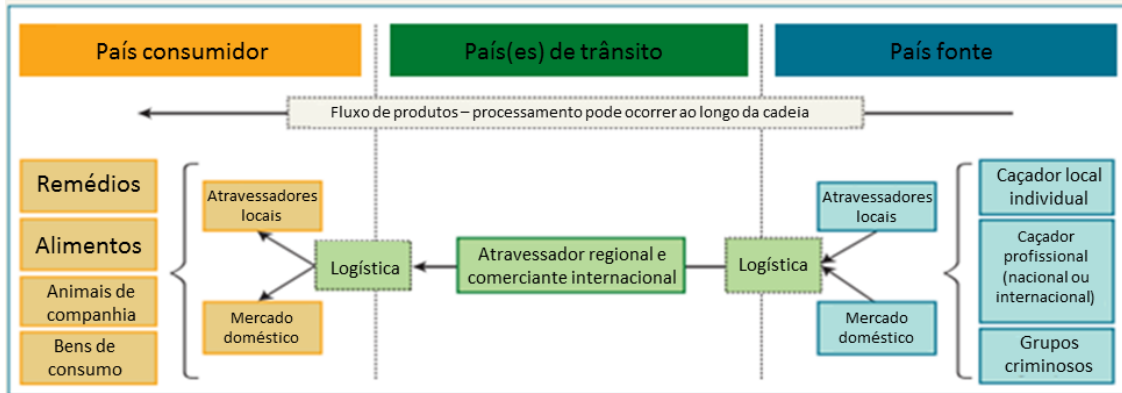 País consumidor
País(es) de trânsito
País fonte
Fluxo de produtos – processamento pode ocorrer ao longo da cadeia
Remédios
Alimentos
Animais de
companhia
Bens de
consumo
Atravessadores
locais
Mercado
doméstico
Logística
Atravessador regional e
comerciante internacional
Logística
Atravessadores
locais
Mercado
doméstico
Caçador local
individual
Caçador
profissional
(nacional ou
internacional)
Grupos
criminosos